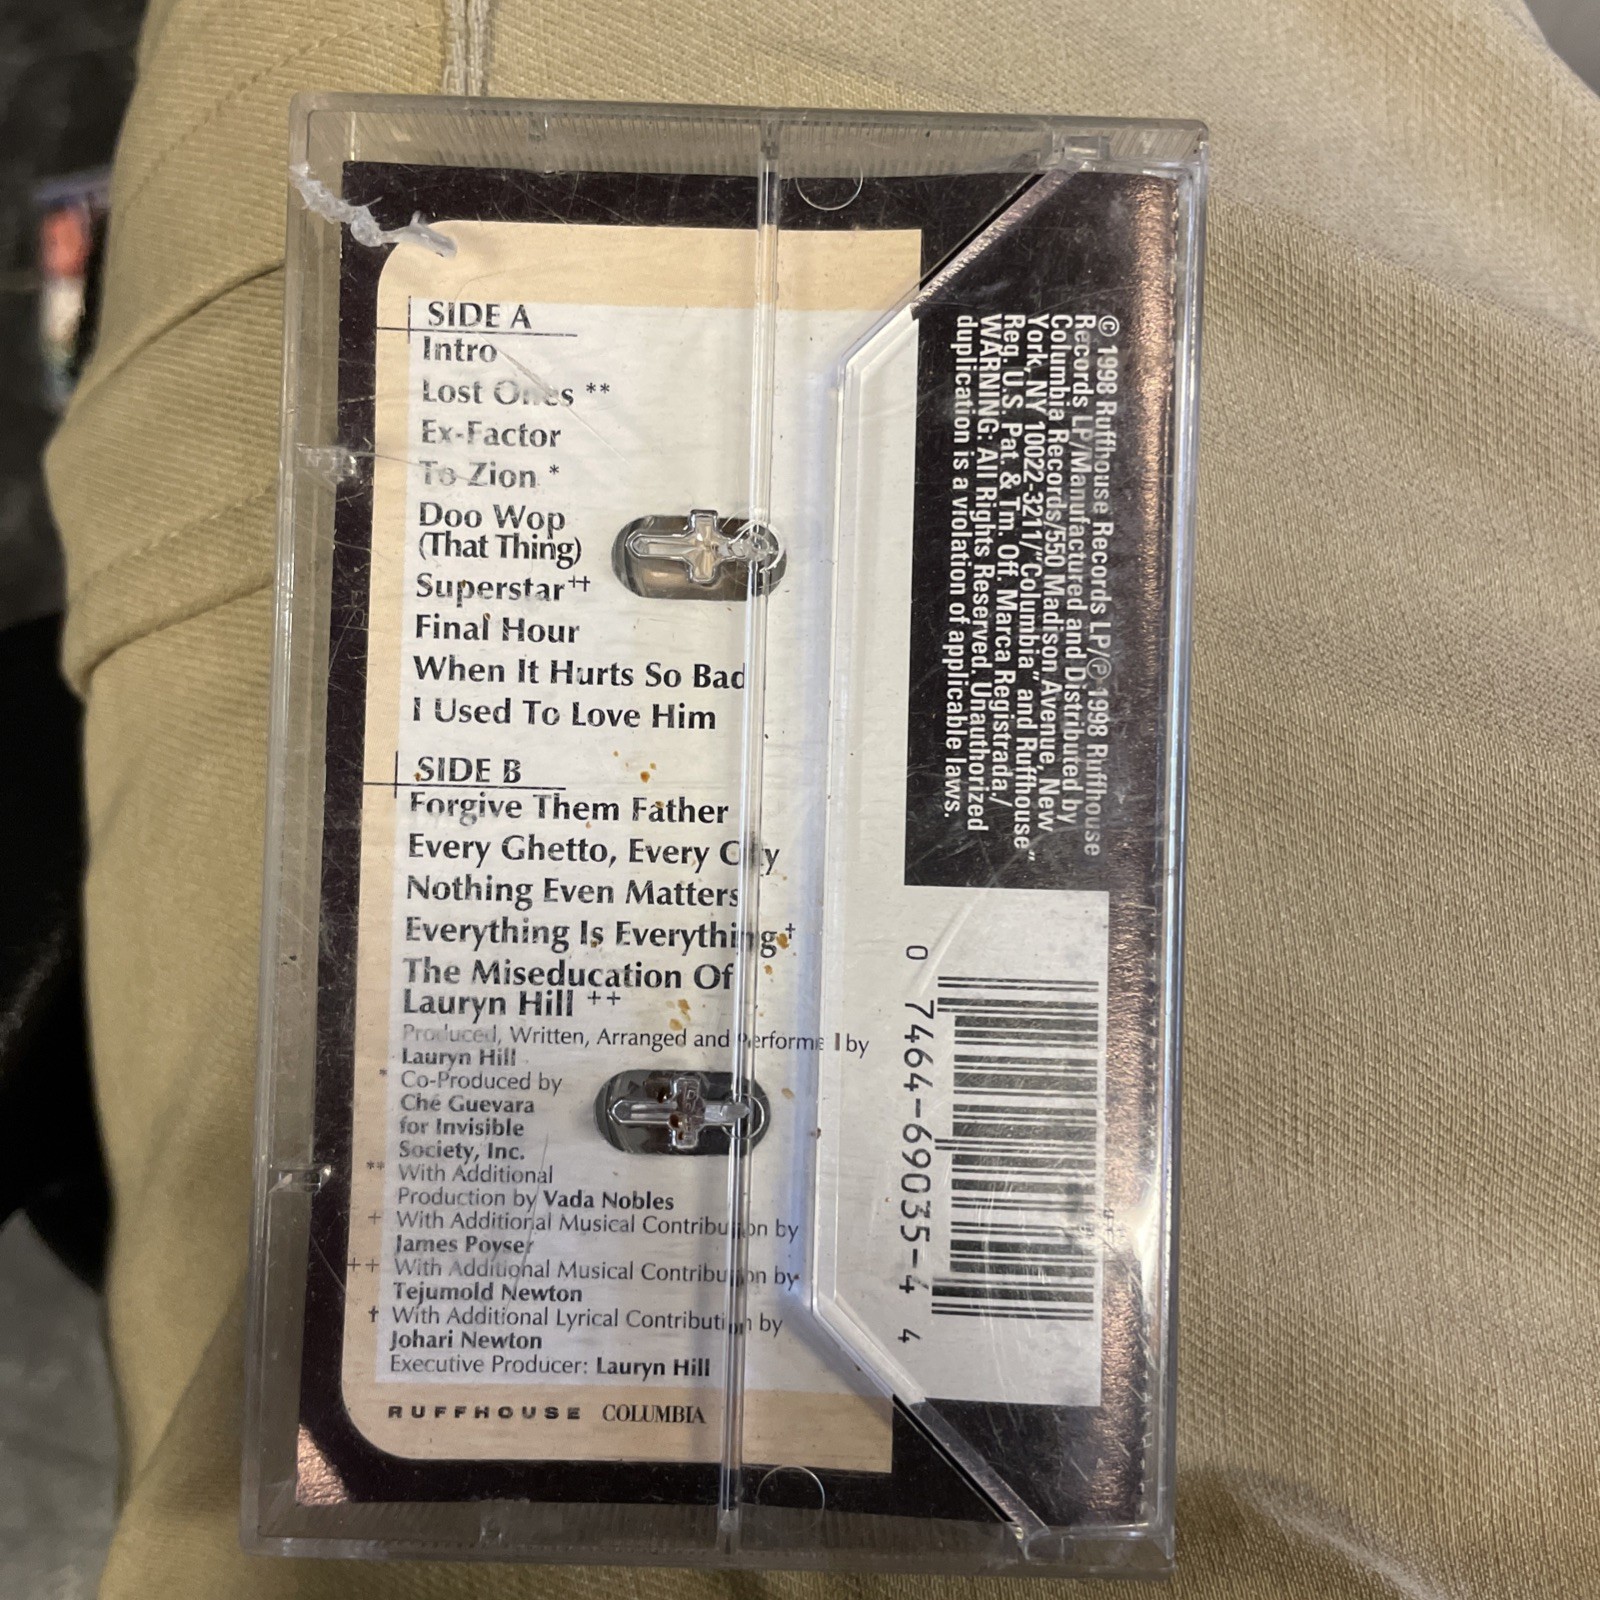 SIDE A
Intro
Lost Ones **
Ex-Factor
To Zion *
Doo Wop
(That Thing)
Superstar++
Final Hour
When It Hurts So Bad
I Used To Love Him
SIDE B
Forgive Them Father
Every Ghetto, Every City
Nothing Even Matters
Everything Is Everything†
The Miseducation Of
Lauryn Hill ++
Produced, Written, Arranged and Performed by
Lauryn Hill
* Co-Produced by
Ché Guevara
for Invisible
Society, Inc.
** With Additional
Production by Vada Nobles
+ With Additional Musical Contribution by
James Poyser
++ With Additional Musical Contribution by
Tejumold Newton
† With Additional Lyrical Contribution by
Johari Newton
Executive Producer: Lauryn Hill
RUFFHOUSE COLUMBIA
© 1998 Ruffhouse Records LP/℗ 1998 Ruffhouse
Records LP/Manufactured and Distributed by
Columbia Records/550 Madison Avenue, New
York, NY 10022-3211/"Columbia" and Ruffhouse"
Reg. U.S. Pat. & Tm. Off. Marca Registrada./
WARNING: All Rights Reserved. Unauthorized
duplication is a violation of applicable laws.
0 7464-69035-4 4